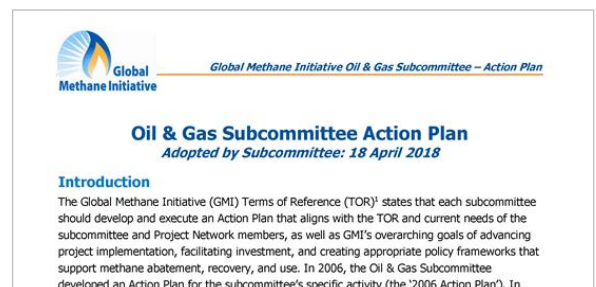 Global
Methane Initiative
Global Methane Initiative Oil & Gas Subcommittee – Action Plan
Oil & Gas Subcommittee Action Plan
Adopted by Subcommittee: 18 April 2018
Introduction
The Global Methane Initiative (GMI) Terms of Reference (TOR)¹ states that each subcommittee
should develop and execute an Action Plan that aligns with the TOR and current needs of the
subcommittee and Project Network members, as well as GMI's overarching goals of advancing
project implementation, facilitating investment, and creating appropriate policy frameworks that
support methane abatement, recovery, and use. In 2006, the Oil & Gas Subcommittee
developed an Action Plan for the subcommittee's specific activity (the '2006 Action Plan'). In